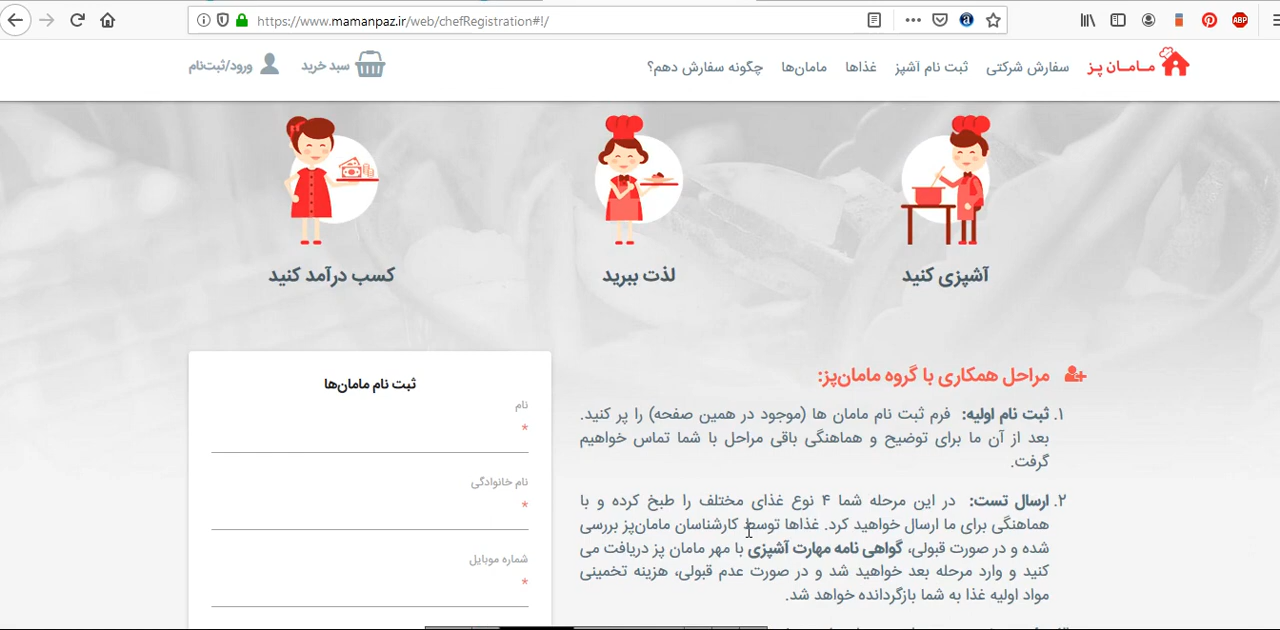 https://www.mamanpaz.ir/web/chefRegistration#!/
ABP
مـامـان پـز
سفارش شرکتی
ثبت نام آشپز
غذاها
مامان‌ها
چگونه سفارش دهم؟
سبد خرید
ورود/ثبت‌نام
آشپزی کنید
لذت ببرید
کسب درآمد کنید
مراحل همکاری با گروه مامان‌پز:
۱. ثبت نام اولیه: فرم ثبت نام مامان ها (موجود در همین صفحه) را پر کنید.
بعد از آن ما برای توضیح و هماهنگی باقی مراحل با شما تماس خواهیم
گرفت.
۲. ارسال تست: در این مرحله شما ۴ نوع غذای مختلف را طبخ کرده و با
هماهنگی برای ما ارسال خواهید کرد. غذاها توسط کارشناسان مامان‌پز بررسی
شده و در صورت قبولی، گواهی نامه مهارت آشپزی با مهر مامان پز دریافت می
کنید و وارد مرحله بعد خواهید شد و در صورت عدم قبولی، هزینه تخمینی
مواد اولیه غذا به شما بازگردانده خواهد شد.
ثبت نام مامان‌ها
نام
*
نام خانوادگی
*
شماره موبایل
*